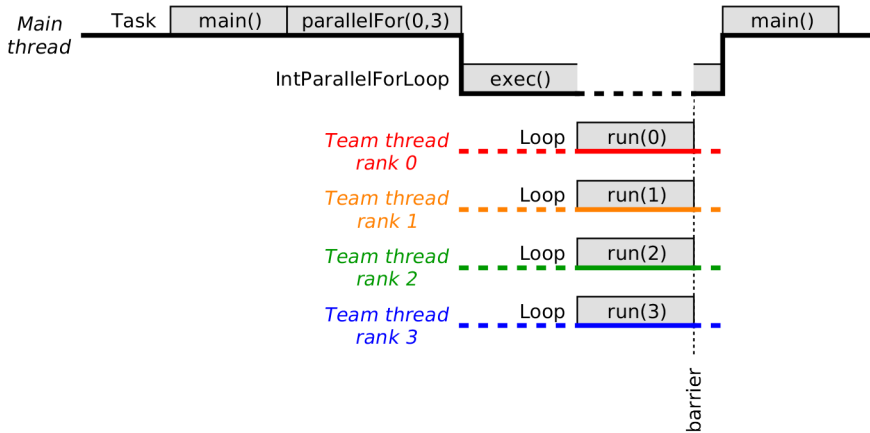 Main
thread
Task
main()
parallelFor(0,3)
main()
IntParallelForLoop
exec()
Team thread
rank 0
Loop
run(0)
Team thread
rank 1
Loop
run(1)
Team thread
rank 2
Loop
run(2)
Team thread
rank 3
Loop
run(3)
barrier